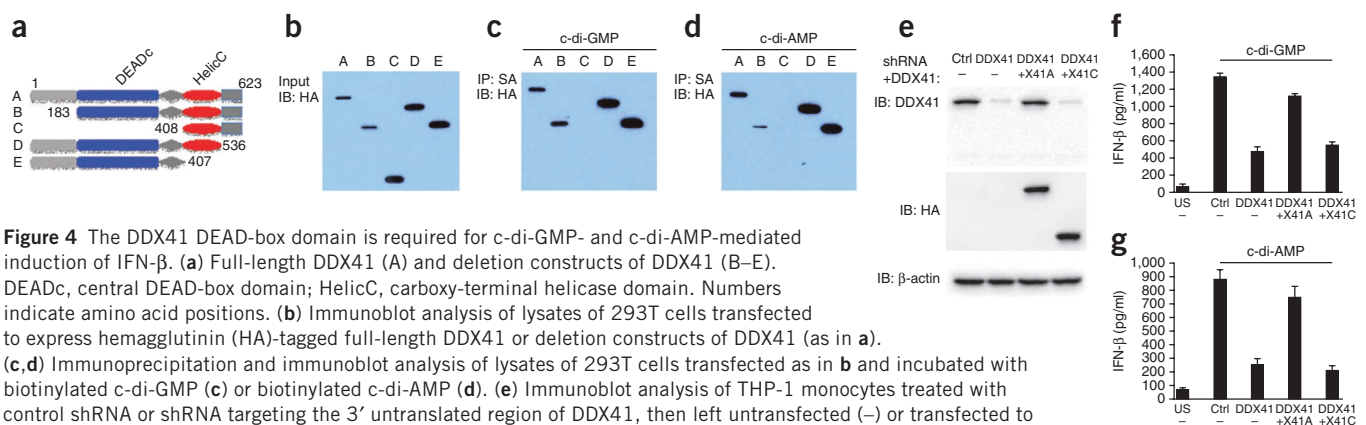 a
DEADc
HelicC
1
623
A
B
183
C
408
D
536
E
407
b
A B C D E
Input
IB: HA
c
c-di-GMP
A B C D E
IP: SA
IB: HA
d
c-di-AMP
A B C D E
IP: SA
IB: HA
e
shRNA Ctrl DDX41 DDX41 DDX41
+DDX41: – – +X41A +X41C
IB: DDX41
IB: HA
IB: β-actin
f
c-di-GMP
IFN-β (pg/ml)
1,600
1,400
1,200
1,000
800
600
400
200
0
US Ctrl DDX41 DDX41 DDX41
– – – +X41A +X41C
g
c-di-AMP
IFN-β (pg/ml)
1,000
900
800
700
600
500
400
300
200
100
0
US Ctrl DDX41 DDX41 DDX41
– – – +X41A +X41C
Figure 4 The DDX41 DEAD-box domain is required for c-di-GMP- and c-di-AMP-mediated
induction of IFN-β. (a) Full-length DDX41 (A) and deletion constructs of DDX41 (B–E).
DEADc, central DEAD-box domain; HelicC, carboxy-terminal helicase domain. Numbers
indicate amino acid positions. (b) Immunoblot analysis of lysates of 293T cells transfected
to express hemagglutinin (HA)-tagged full-length DDX41 or deletion constructs of DDX41 (as in a).
(c,d) Immunoprecipitation and immunoblot analysis of lysates of 293T cells transfected as in b and incubated with
biotinylated c-di-GMP (c) or biotinylated c-di-AMP (d). (e) Immunoblot analysis of THP-1 monocytes treated with
control shRNA or shRNA targeting the 3′ untranslated region of DDX41, then left untransfected (–) or transfected to